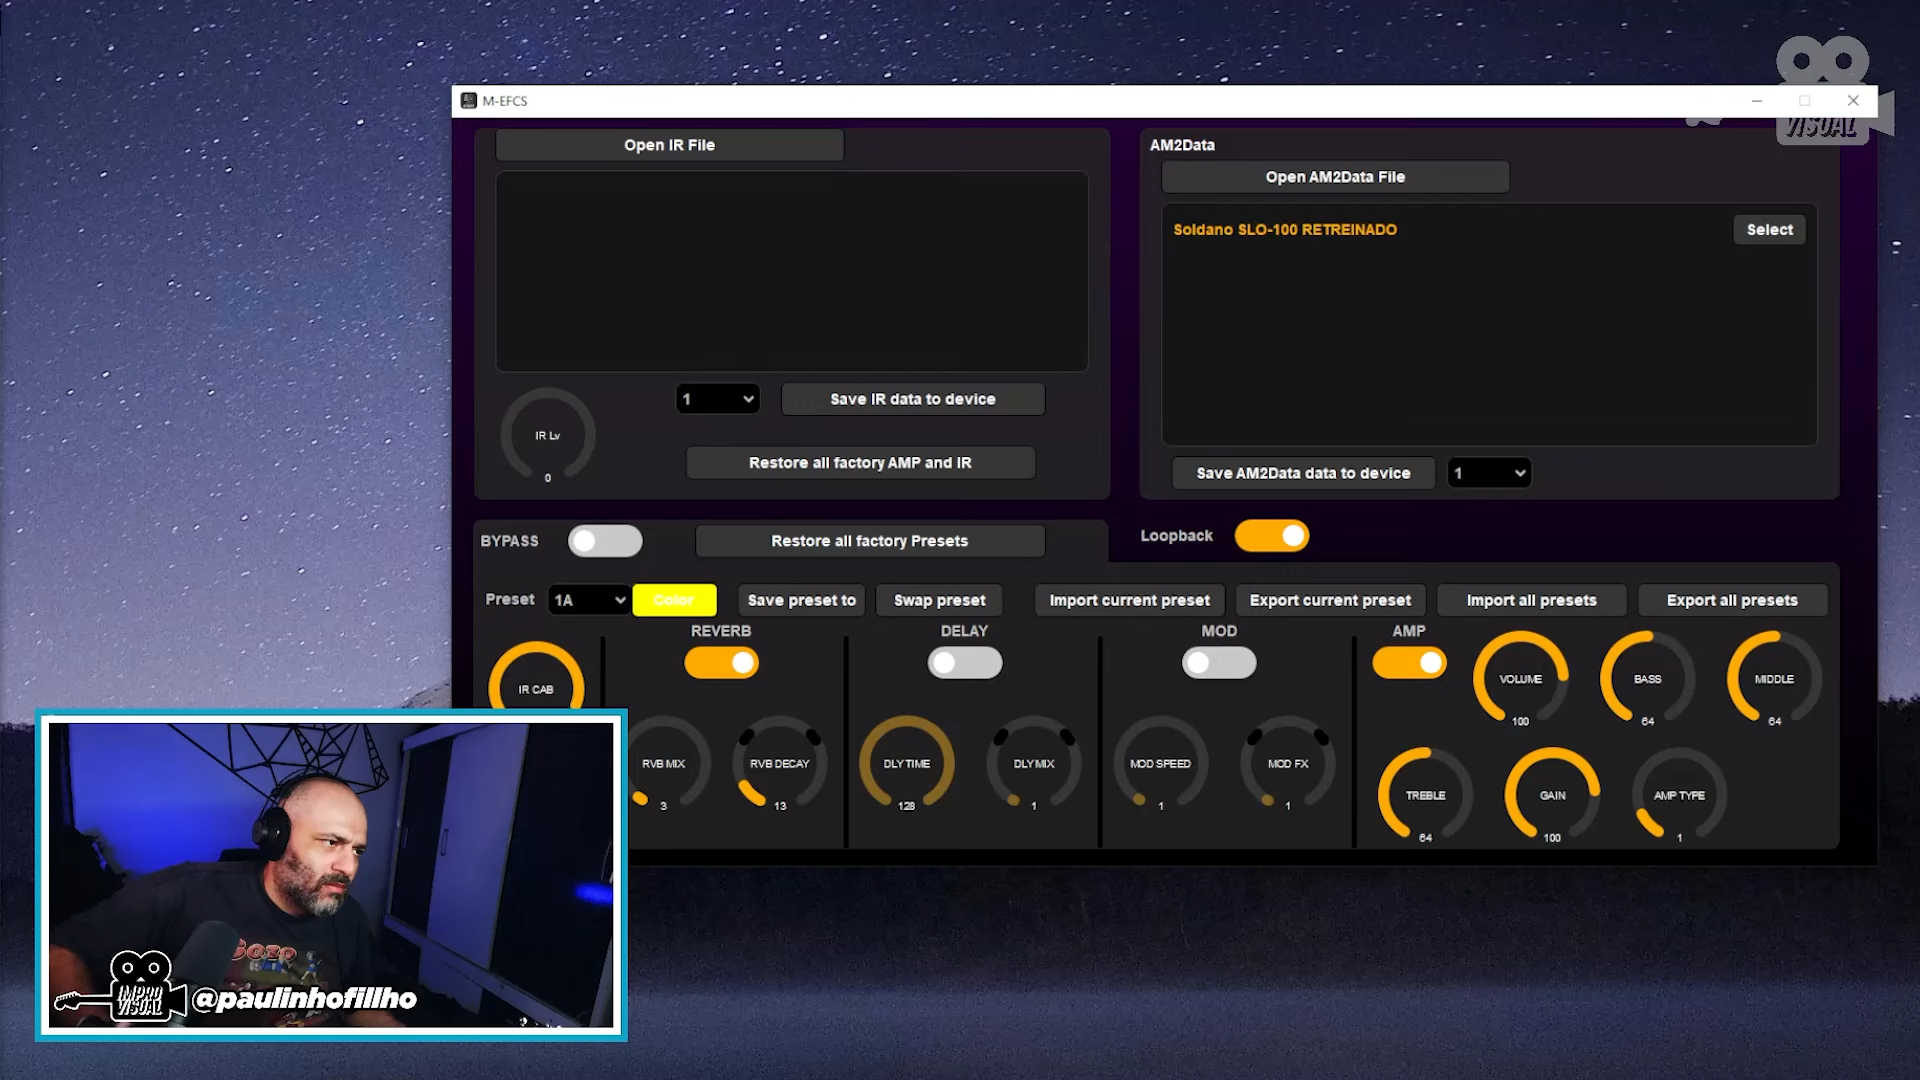 M-EFCS
VISUAL
Open IR File
AM2Data
Open AM2Data File
Soldano SLO-100 RETREINADO
Select
1
Save IR data to device
IR Lv
0
Restore all factory AMP and IR
Save AM2Data data to device
1
BYPASS
Restore all factory Presets
Loopback
Preset
1A
Color
Save preset to
Swap preset
Import current preset
Export current preset
Import all presets
Export all presets
REVERB
DELAY
MOD
AMP
IR CAB
VOLUME
100
BASS
64
MIDDLE
64
RVB MIX
3
RVB DECAY
13
DLY TIME
128
DLY MIX
1
MOD SPEED
1
MOD FX
1
TREBLE
64
GAIN
100
AMP TYPE
1
Bozo
IMPRO
VISUAL
@paulinhofillho